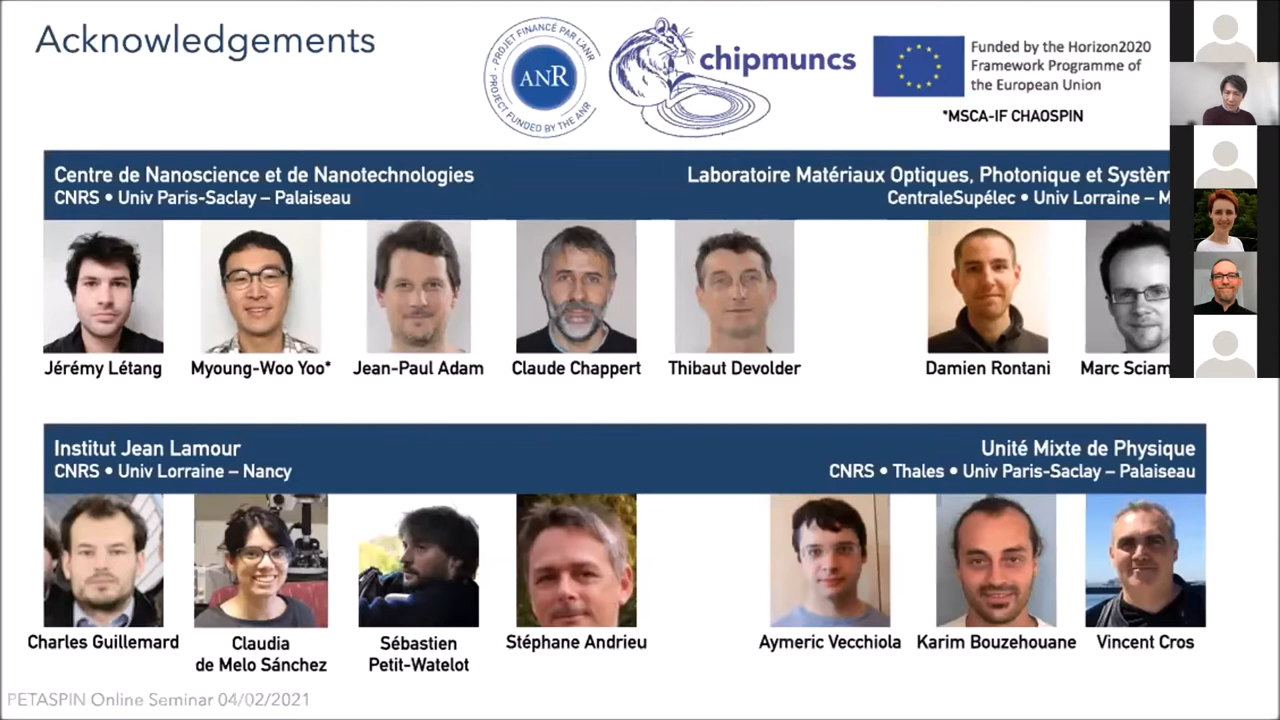 Acknowledgements
PROJET FINANCÉ PAR L'ANR
ANR
PROJECT FUNDED BY THE ANR
chipmuncs
Funded by the Horizon2020
Framework Programme of
the European Union
*MSCA-IF CHAOSPIN
Centre de Nanoscience et de Nanotechnologies
CNRS • Univ Paris-Saclay – Palaiseau
Laboratoire Matériaux Optiques, Photonique et Systèm
CentraleSupélec • Univ Lorraine – M
Jérémy Létang
Myoung-Woo Yoo*
Jean-Paul Adam
Claude Chappert
Thibaut Devolder
Damien Rontani
Marc Sciam
Institut Jean Lamour
CNRS • Univ Lorraine – Nancy
Unité Mixte de Physique
CNRS • Thales • Univ Paris-Saclay – Palaiseau
Charles Guillemard
Claudia
de Melo Sánchez
Sébastien
Petit-Watelot
Stéphane Andrieu
Aymeric Vecchiola
Karim Bouzehouane
Vincent Cros
PETASPIN Online Seminar 04/02/2021